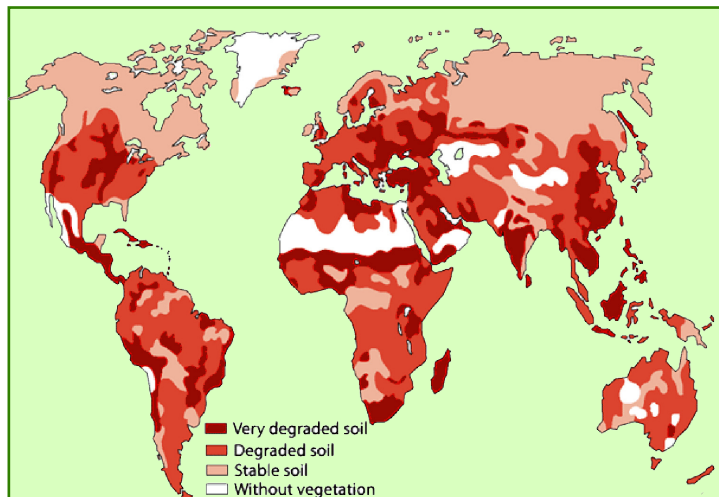 Very degraded soil
Degraded soil
Stable soil
Without vegetation